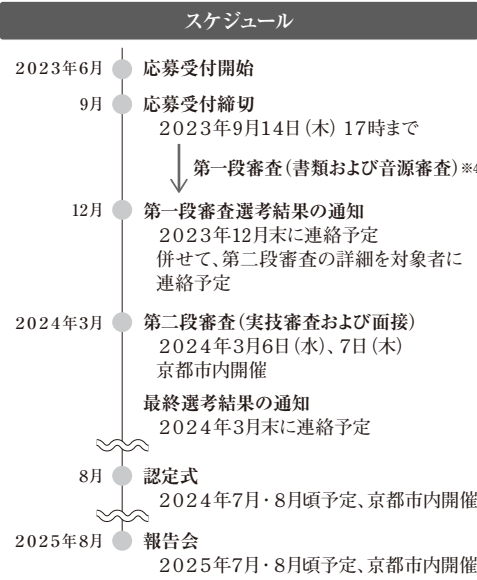 スケジュール
2023年6月 応募受付開始
9月 応募受付締切
2023年9月14日(木) 17時まで
第一段審査(書類および音源審査)※4
12月 第一段審査選考結果の通知
2023年12月末に連絡予定
併せて、第二段審査の詳細を対象者に
連絡予定
2024年3月 第二段審査(実技審査および面接)
2024年3月6日(水)、7日(木)
京都市内開催
最終選考結果の通知
2024年3月末に連絡予定
8月 認定式
2024年7月・8月頃予定、京都市内開催
2025年8月 報告会
2025年7月・8月頃予定、京都市内開催